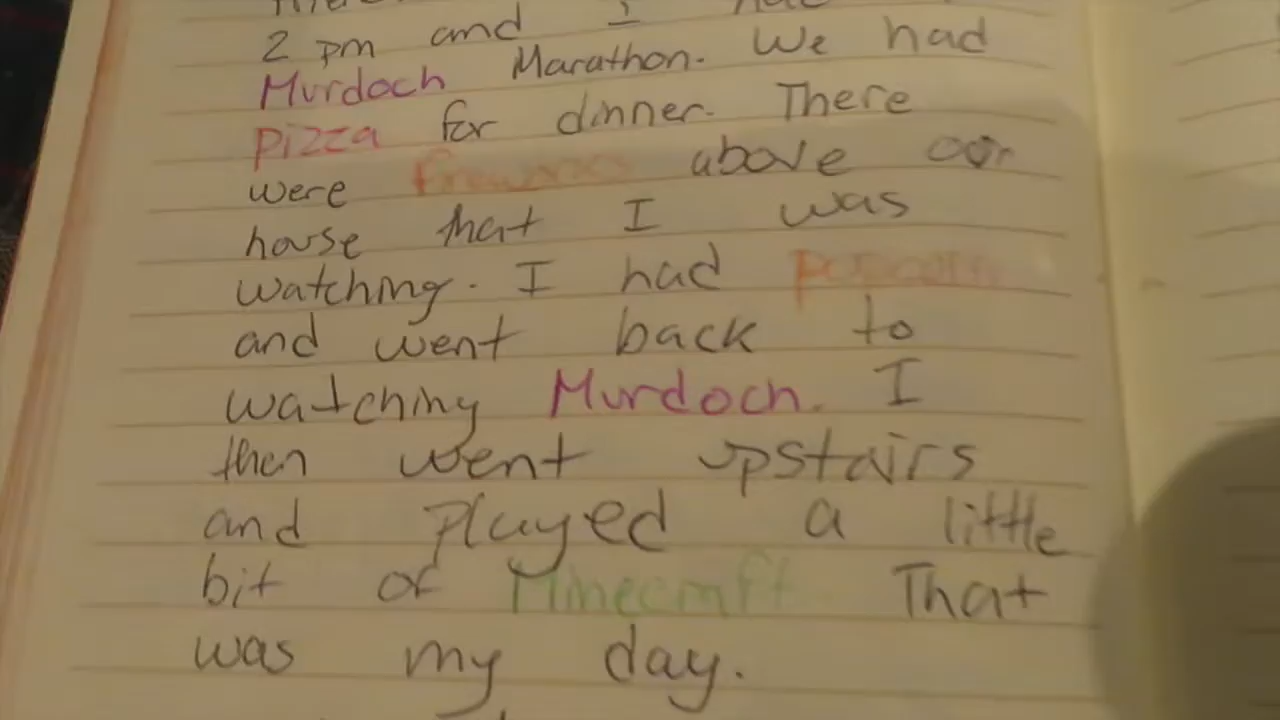 2 pm and I
Murdoch Marathon. We had
pizza for dinner. There
were above our
house that I was
watching. I had popcorn
and went back to
watching Murdoch. I
then went upstairs
and played a little
bit of Minecraft That
was my day.